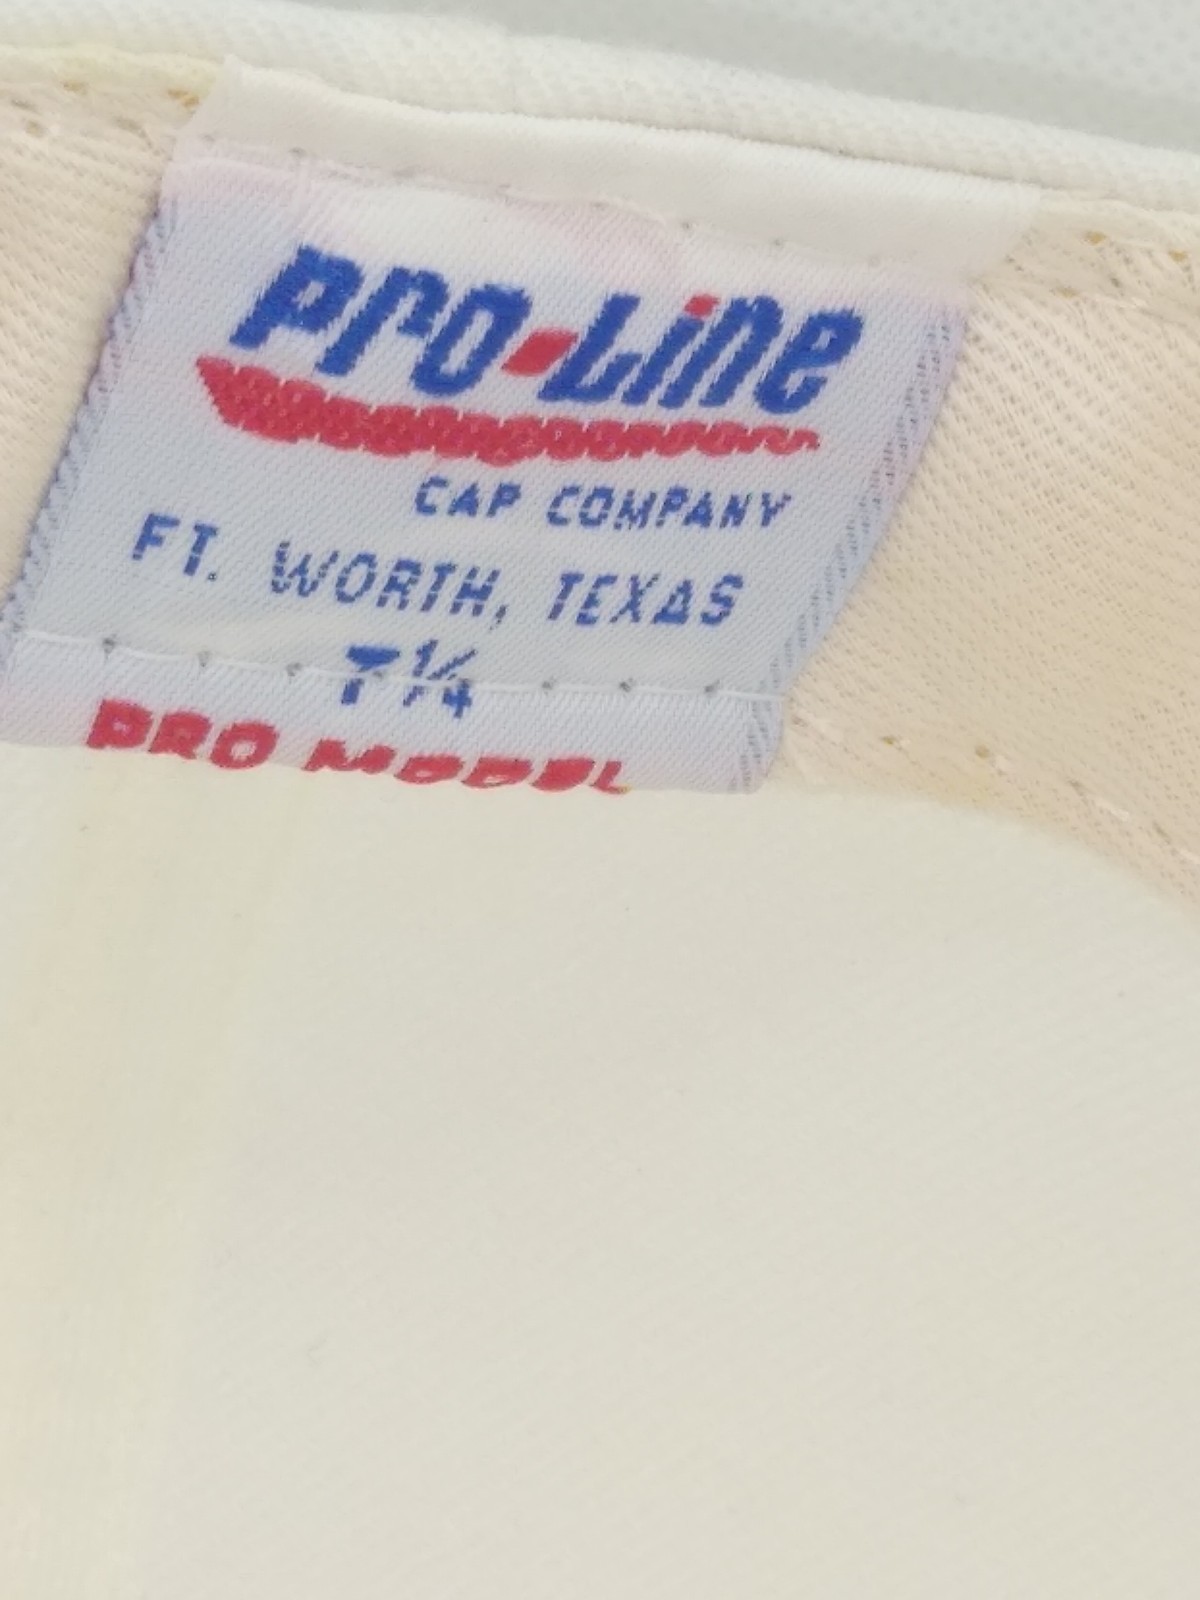 Pro-Line
CAP COMPANY
FT. WORTH, TEXAS
7 1/4
PRO MODEL